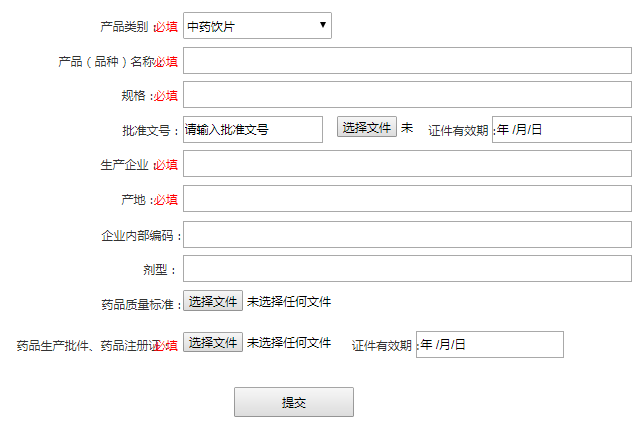 产品类别：必填 中药饮片
产品（品种）名称 必填
规格：必填
批准文号： 请输入批准文号 选择文件 未 证件有效期： 年 /月/日
生产企业：必填
产地：必填
企业内部编码：
剂型：
药品质量标准： 选择文件 未选择任何文件
药品生产批件、药品注册证： 必填 选择文件 未选择任何文件 证件有效期： 年 /月/日
提交